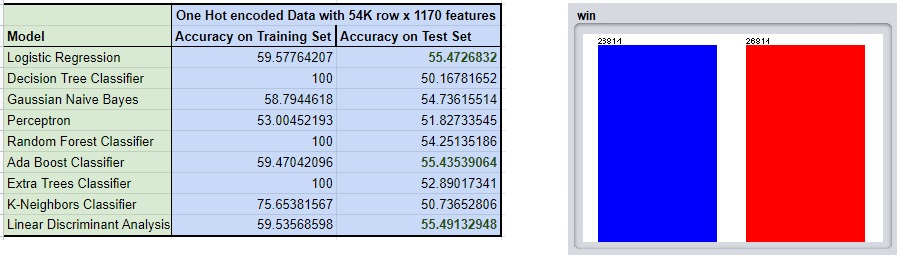 One Hot encoded Data with 54K row x 1170 features
Model Accuracy on Training Set Accuracy on Test Set
Logistic Regression 59.57764207 55.4726832
Decision Tree Classifier 100 50.16781652
Gaussian Naive Bayes 58.7944618 54.73615514
Perceptron 53.00452193 51.82733545
Random Forest Classifier 100 54.25135186
Ada Boost Classifier 59.47042096 55.43539064
Extra Trees Classifier 100 52.89017341
K-Neighbors Classifier 75.65381567 50.73652806
Linear Discriminant Analysis 59.53568598 55.49132948
win
26814